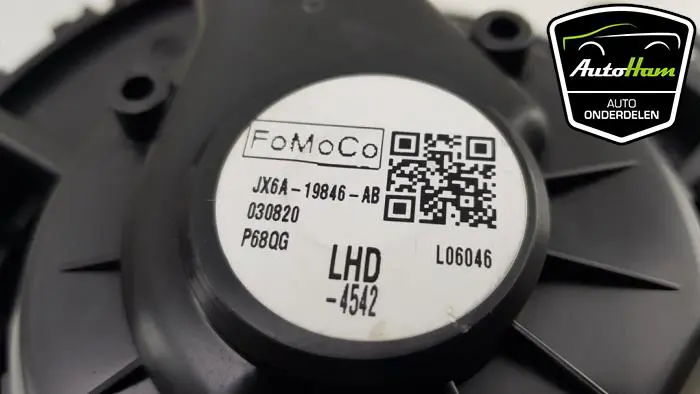 AutoHam
AUTO
ONDERDELEN
FoMoCo
JX6A-19846-AB
030820
P68QG
L06046
LHD
-4542